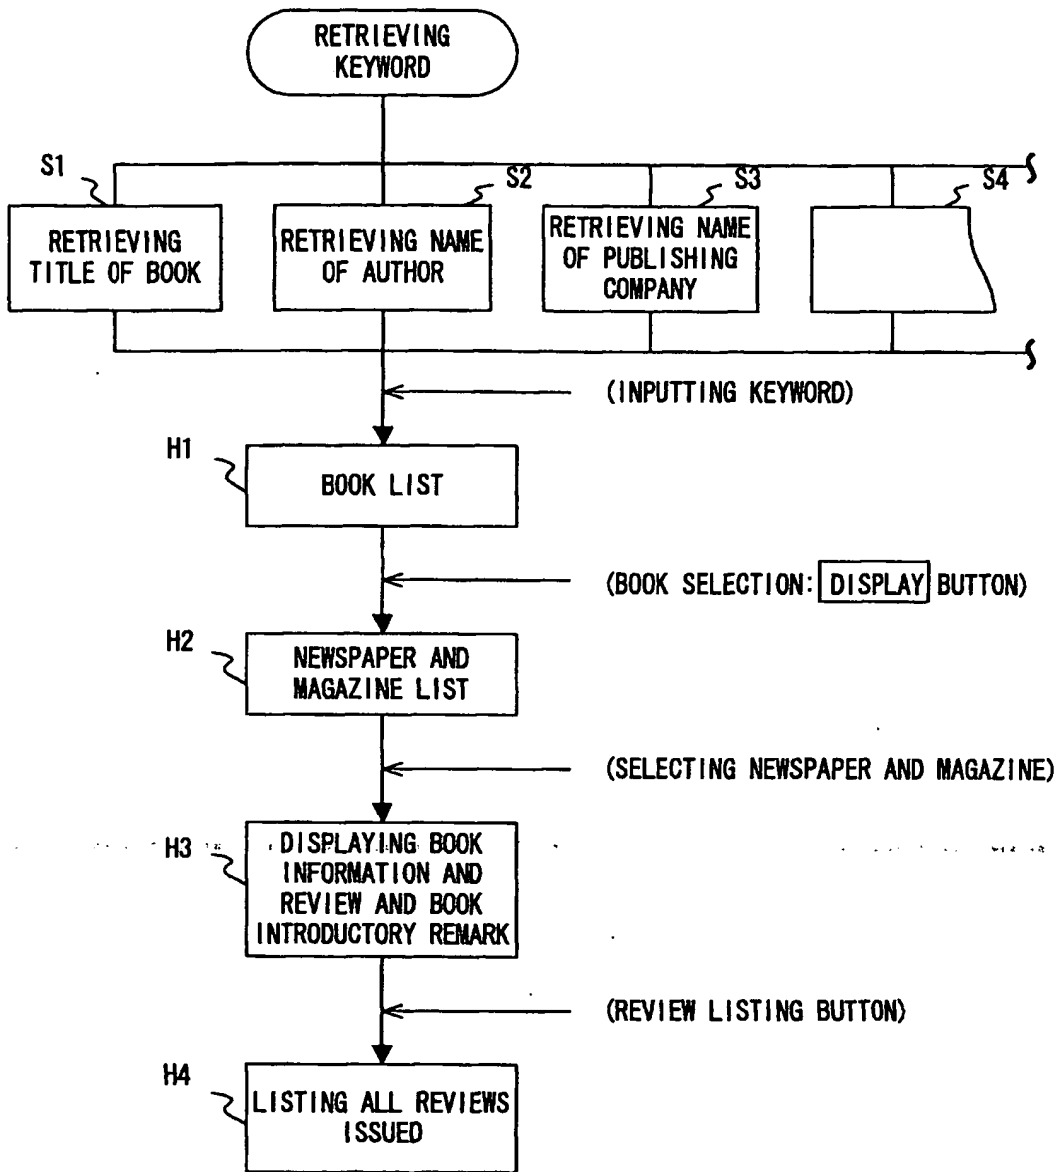 RETRIEVING
KEYWORD
S1
S2
S3
S4
RETRIEVING
TITLE OF BOOK
RETRIEVING NAME
OF AUTHOR
RETRIEVING NAME
OF PUBLISHING
COMPANY
(INPUTTING KEYWORD)
H1
BOOK LIST
(BOOK SELECTION: DISPLAY BUTTON)
H2
NEWSPAPER AND
MAGAZINE LIST
(SELECTING NEWSPAPER AND MAGAZINE)
H3
DISPLAYING BOOK
INFORMATION AND
REVIEW AND BOOK
INTRODUCTORY REMARK
(REVIEW LISTING BUTTON)
H4
LISTING ALL REVIEWS
ISSUED